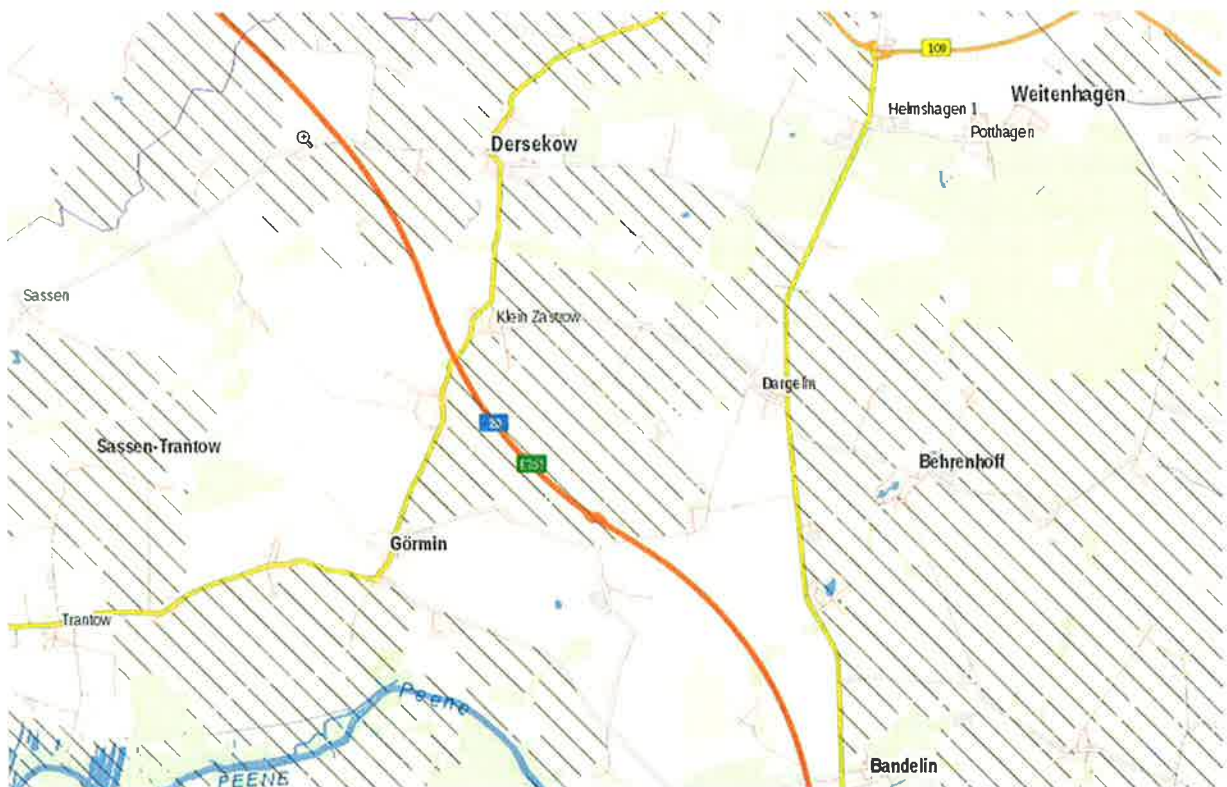 109
Weitenhagen
Helmshagen 1
Potthagen
Dersekow
Sassen
Klein Zastrow
Dargelin
20
E251
Sassen-Trantow
Behrenhoff
Görmin
Trantow
Peene
PEENE
Bandelin